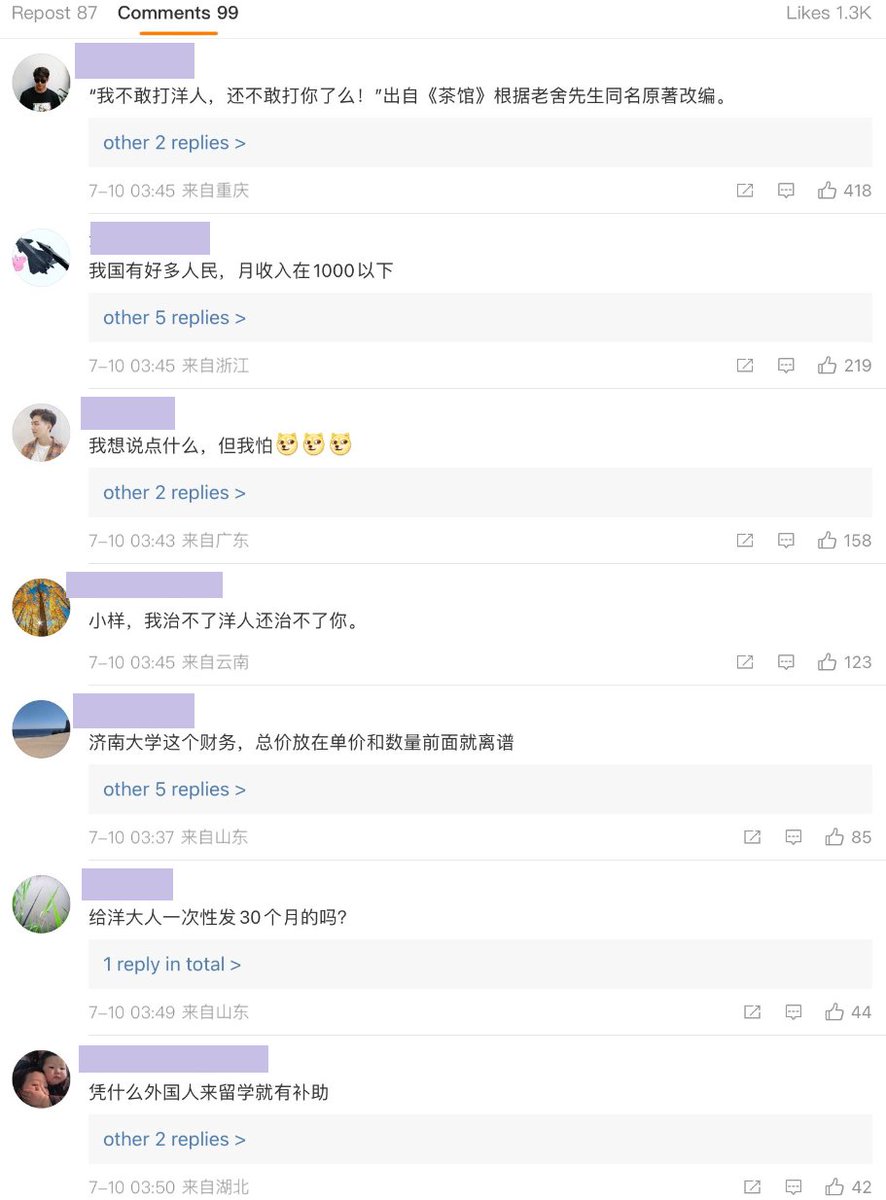 Repost 87 Comments 99 Likes 1.3K
“我不敢打洋人，还不敢打你了么！”出自《茶馆》根据老舍先生同名原著改编。
other 2 replies >
7-10 03:45 来自重庆 418
我国有好多人民，月收入在1000以下
other 5 replies >
7-10 03:45 来自浙江 219
我想说点什么，但我怕
other 2 replies >
7-10 03:43 来自广东 158
小样，我治不了洋人还治不了你。
7-10 03:45 来自云南 123
济南大学这个财务，总价放在单价和数量前面就离谱
other 5 replies >
7-10 03:37 来自山东 85
给洋大人一次性发30个月的吗?
1 reply in total >
7-10 03:49 来自山东 44
凭什么外国人来留学就有补助
other 2 replies >
7-10 03:50 来自湖北 42